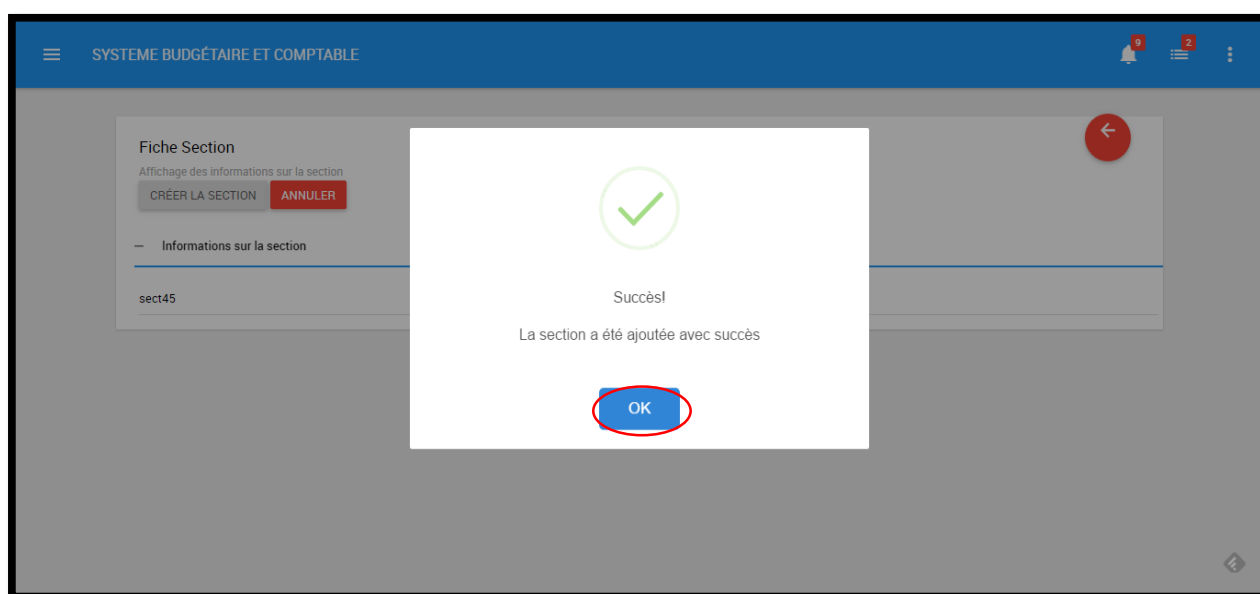 SYSTEME BUDGÉTAIRE ET COMPTABLE
9
2
Fiche Section
Affichage des informations sur la section
CRÉER LA SECTION ANNULER
Informations sur la section
sect45
Succès!
La section a été ajoutée avec succès
OK